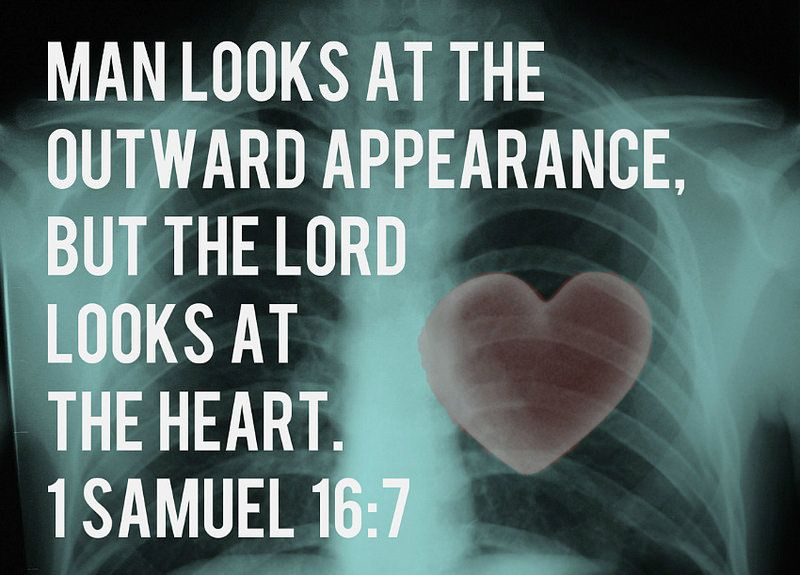 MAN LOOKS AT THE
OUTWARD APPEARANCE,
BUT THE LORD
LOOKS AT
THE HEART.
1 SAMUEL 16:7